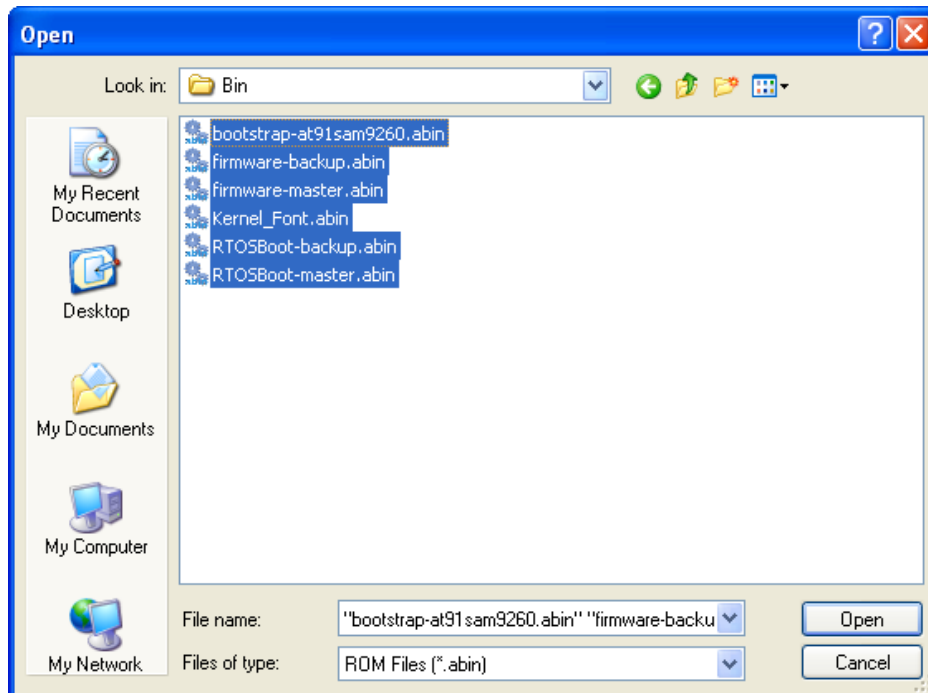 Open
Look in: Bin
My Recent
Documents
Desktop
My Documents
My Computer
My Network
bootstrap-at91sam9260.abin
firmware-backup.abin
firmware-master.abin
Kernel_Font.abin
RTOSBoot-backup.abin
RTOSBoot-master.abin
File name: "bootstrap-at91sam9260.abin" "firmware-backu
Open
Files of type: ROM Files (*.abin)
Cancel